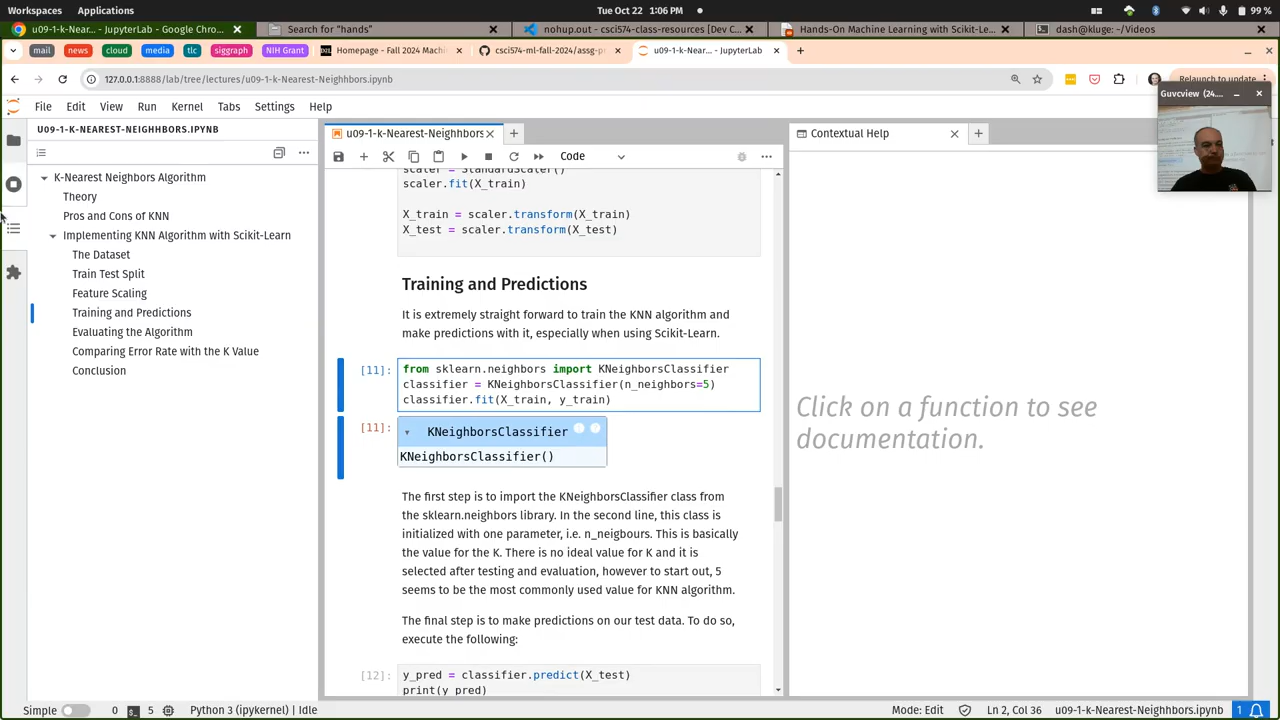 Workspaces Applications Tue Oct 22 1:06 PM 99 %
u09-1-k-Near... - JupyterLab - Google Chro... Search for "hands" nohup.out - csci574-class-resources [Dev C... Hands-On Machine Learning with Scikit-Le... dash@kluge: ~/Videos
mail news cloud media tlc siggraph NIH Grant Homepage - Fall 2024 Machi csci574-ml-fall-2024/assg-p u09-1-k-Near... - JupyterLab
127.0.0.1:8888/lab/tree/lectures/u09-1-k-Nearest-Neighhbors.ipynb Relaunch to update
Guvcview (24....
File Edit View Run Kernel Tabs Settings Help
U09-1-K-NEAREST-NEIGHHBORS.IPYNB
K-Nearest Neighbors Algorithm
Theory
Pros and Cons of KNN
Implementing KNN Algorithm with Scikit-Learn
The Dataset
Train Test Split
Feature Scaling
Training and Predictions
Evaluating the Algorithm
Comparing Error Rate with the K Value
Conclusion
u09-1-k-Nearest-Neighhbors
Code
scaler = StandardScaler()
scaler.fit(X_train)
X_train = scaler.transform(X_train)
X_test = scaler.transform(X_test)
Training and Predictions
It is extremely straight forward to train the KNN algorithm and
make predictions with it, especially when using Scikit-Learn.
[11]: from sklearn.neighbors import KNeighborsClassifier
classifier = KNeighborsClassifier(n_neighbors=5)
classifier.fit(X_train, y_train)
[11]: KNeighborsClassifier
KNeighborsClassifier()
The first step is to import the KNeighborsClassifier class from
the sklearn.neighbors library. In the second line, this class is
initialized with one parameter, i.e. n_neigbours. This is basically
the value for the K. There is no ideal value for K and it is
selected after testing and evaluation, however to start out, 5
seems to be the most commonly used value for KNN algorithm.
The final step is to make predictions on our test data. To do so,
execute the following:
[12]: y_pred = classifier.predict(X_test)
print(y_pred)
Contextual Help
Click on a function to see
documentation.
Simple 0 5 Python 3 (ipykernel) | Idle Mode: Edit Ln 2, Col 36 u09-1-k-Nearest-Neighhbors.ipynb 1